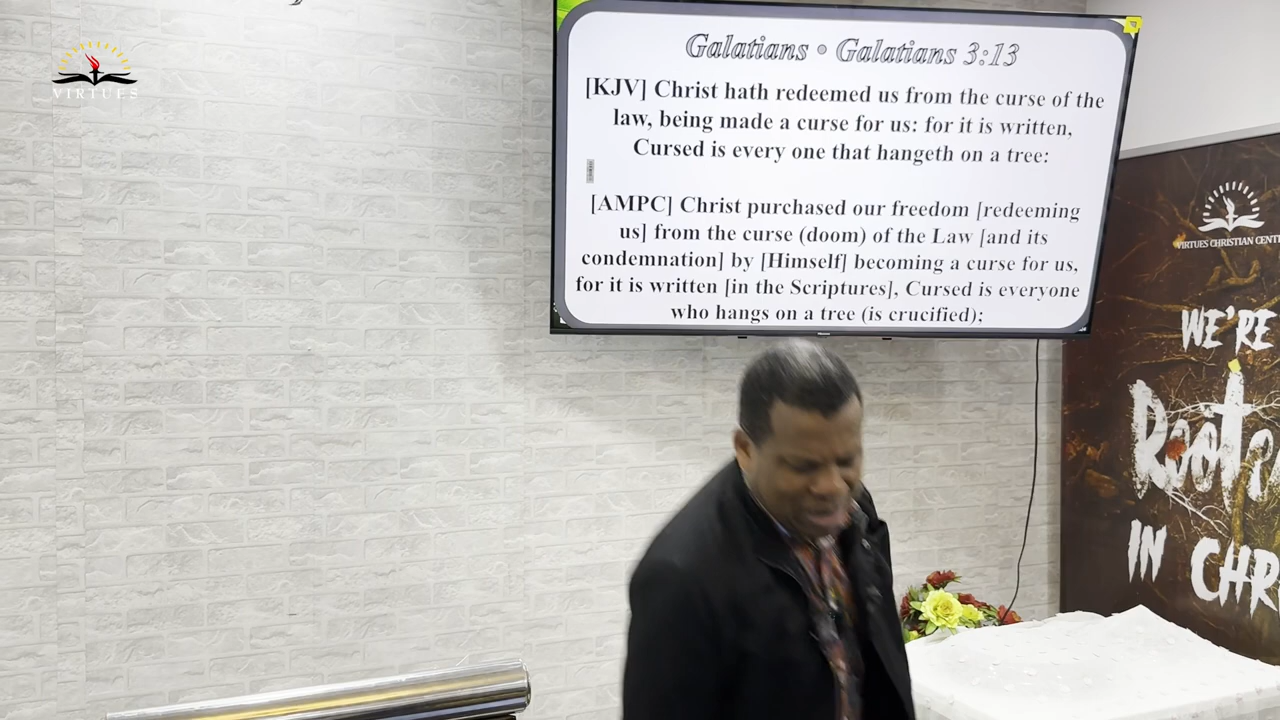 VIRTUES
Galatians • Galatians 3:13
[KJV] Christ hath redeemed us from the curse of the
law, being made a curse for us: for it is written,
Cursed is every one that hangeth on a tree:
[AMPC] Christ purchased our freedom [redeeming
us] from the curse (doom) of the Law [and its
condemnation] by [Himself] becoming a curse for us,
for it is written [in the Scriptures], Cursed is everyone
who hangs on a tree (is crucified);
VIRTUES CHRISTIAN CENT
WE'RE
Roote
IN CHR